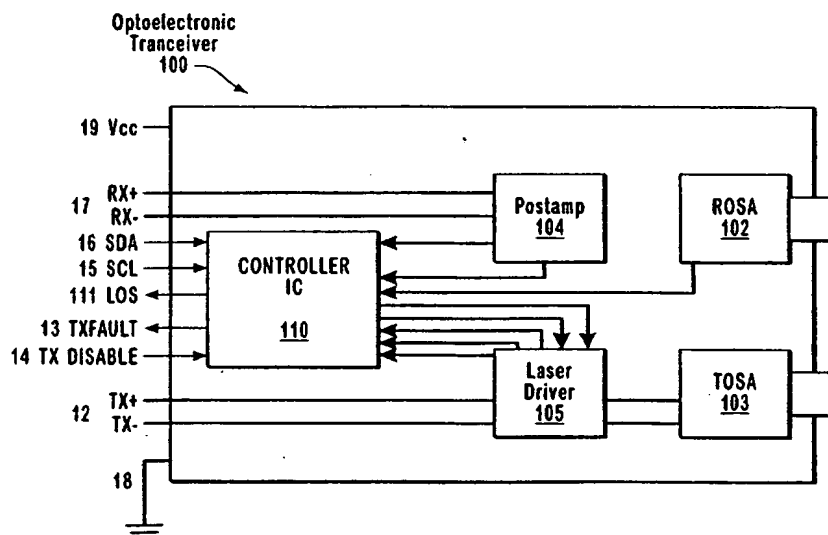 Optoelectronic
Tranceiver
100
19 Vcc
RX+
17
RX-
16 SDA
15 SCL
111 LOS
13 TXFAULT
14 TX DISABLE
TX+
12
TX-
18
CONTROLLER
IC
110
Postamp
104
ROSA
102
Laser
Driver
105
TOSA
103